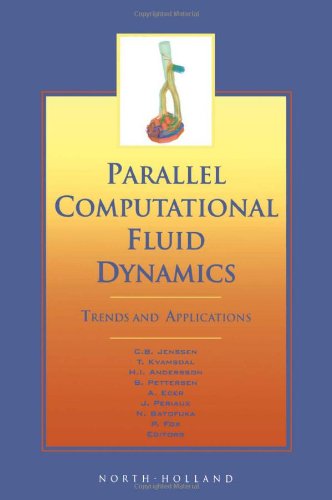 PARALLEL
COMPUTATIONAL
FLUID
DYNAMICS
TRENDS AND APPLICATIONS
C.B. JENSSEN
T. KVAMSDAL
H.I. ANDERSSON
B. PETTERSEN
A. ECER
J. PERIAUX
N. SATOFUKA
P. FOX
EDITORS
NORTH-HOLLAND